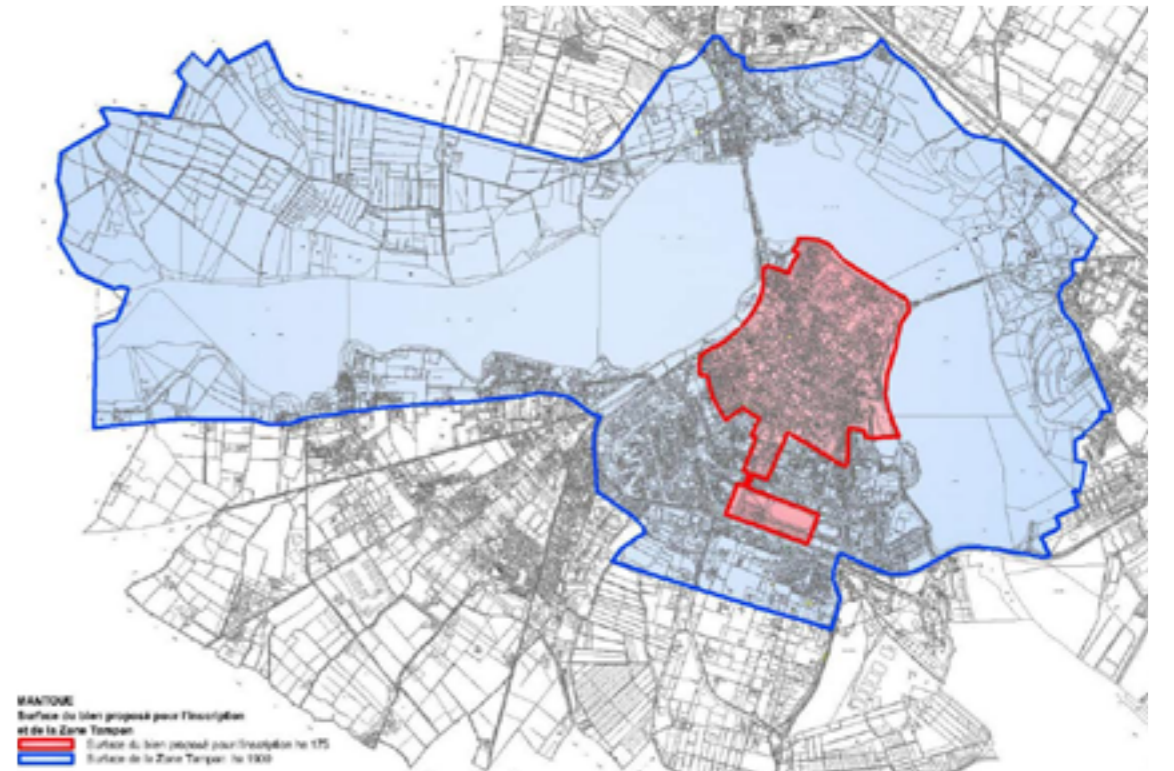 MANTOUE
Surface du bien proposé pour l'inscription
et de la Zone Tampon
Surface du bien proposé pour l'inscription ha 175
Surface de la Zone Tampon ha 1900